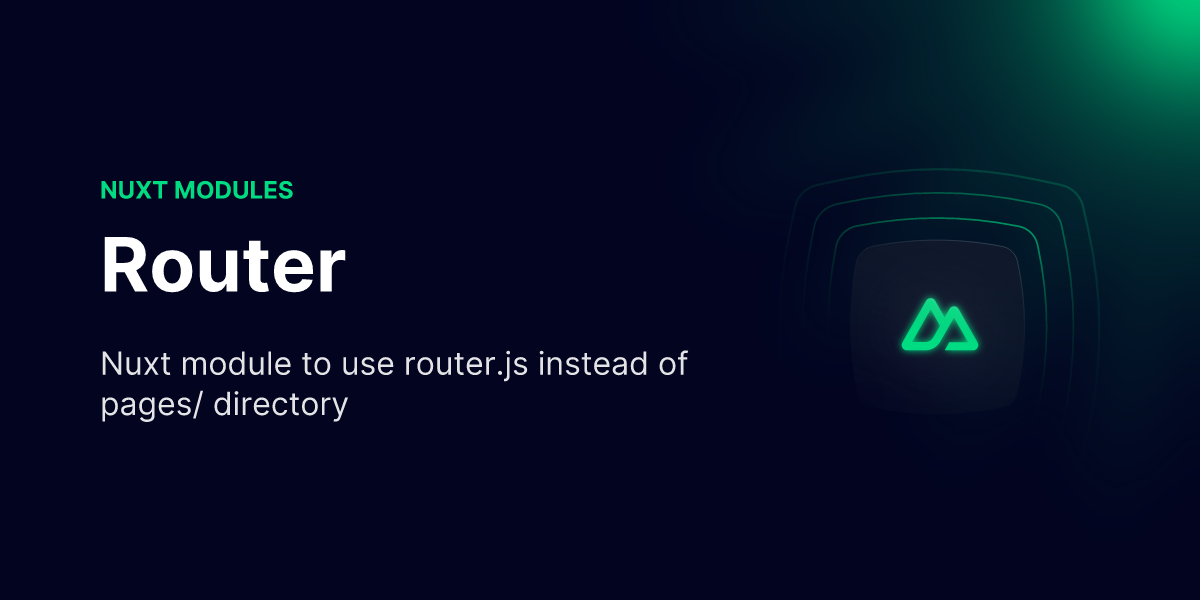 NUXT MODULES
Router
Nuxt module to use router.js instead of
pages/ directory